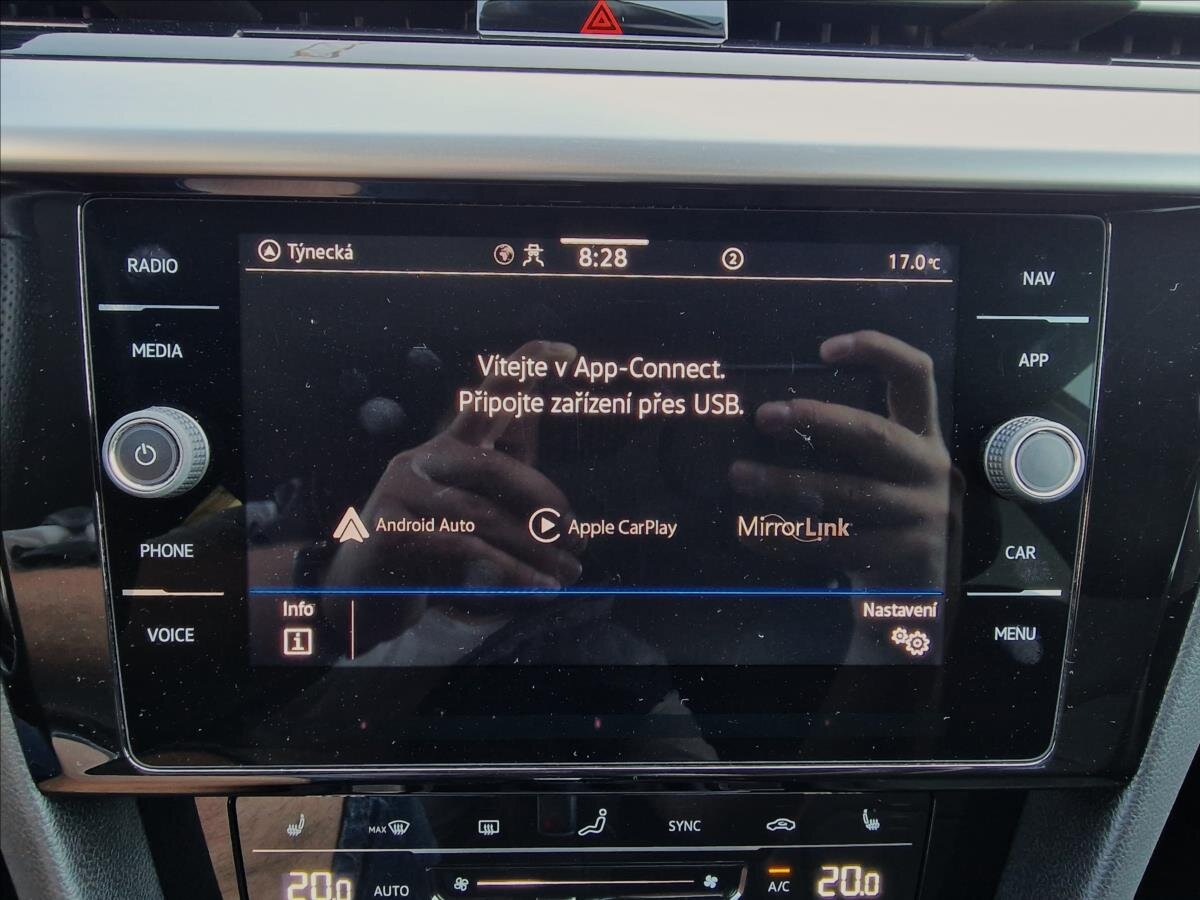 Týnecká 8:28 2 17.0°C
RADIO
NAV
MEDIA
APP
Vítejte v App-Connect.
Připojte zařízení přes USB.
Android Auto
Apple CarPlay
MirrorLink
PHONE
CAR
Info
Nastavení
VOICE
MENU
MAX
SYNC
20.0
AUTO
A/C
20.0